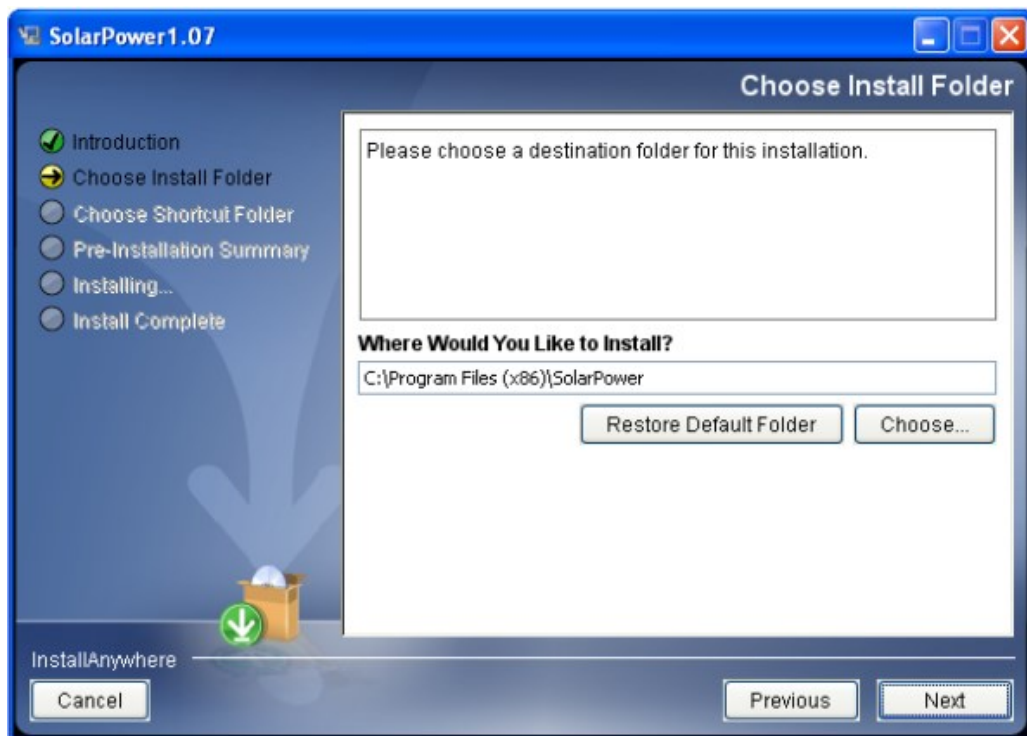 SolarPower1.07
Choose Install Folder
Introduction
Choose Install Folder
Choose Shortcut Folder
Pre-Installation Summary
Installing...
Install Complete
Please choose a destination folder for this installation.
Where Would You Like to Install?
C:\Program Files (x86)\SolarPower
Restore Default Folder
Choose...
InstallAnywhere
Cancel
Previous
Next